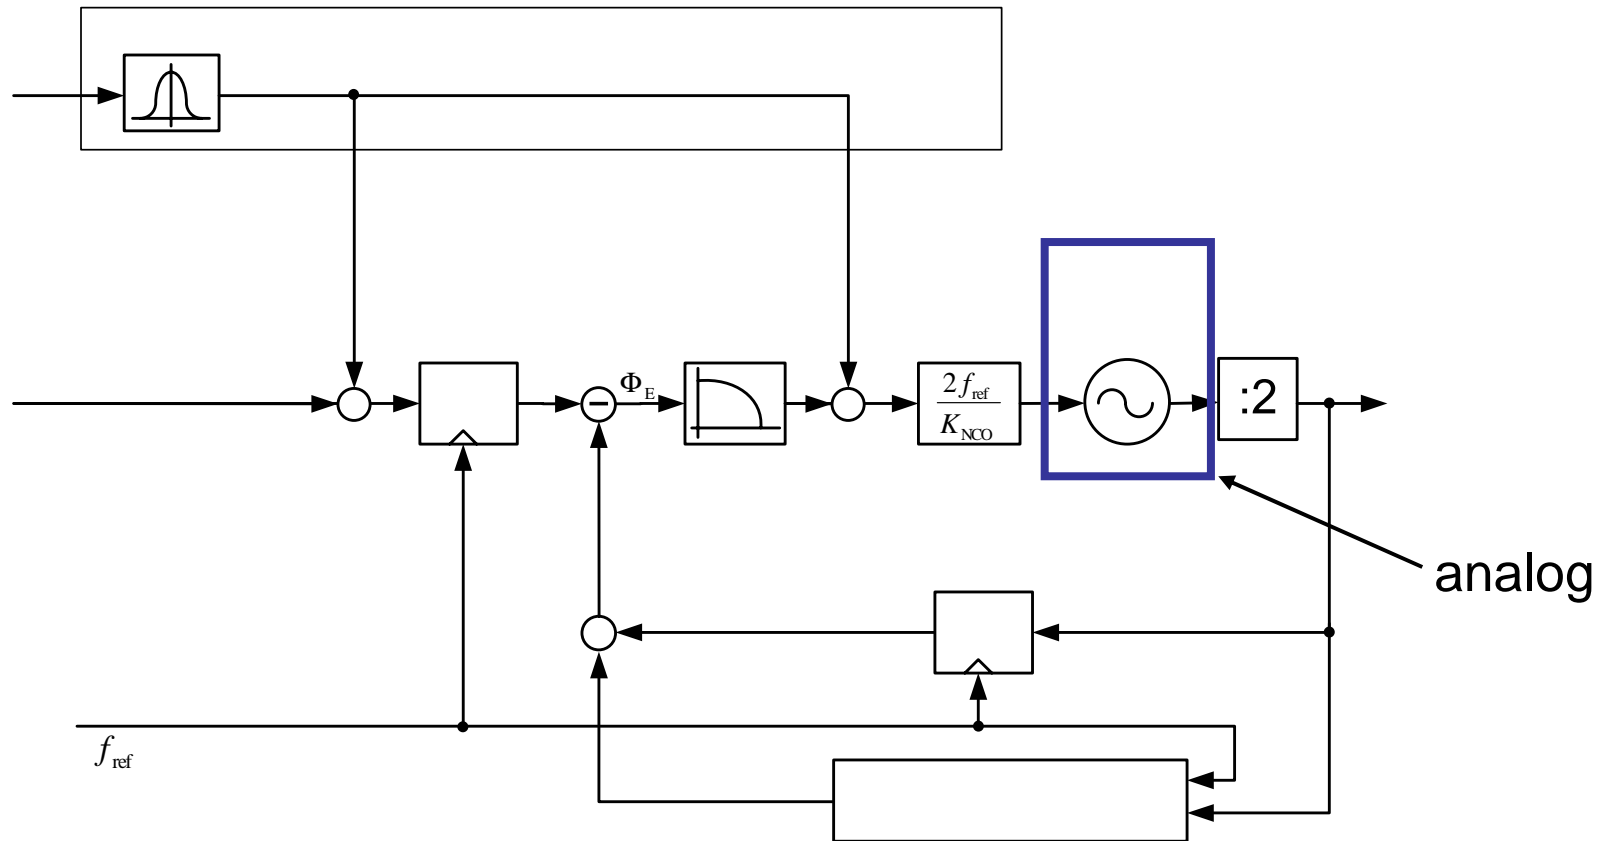 Φ_E
2f_ref
K_NCO
:2
analog
f_ref